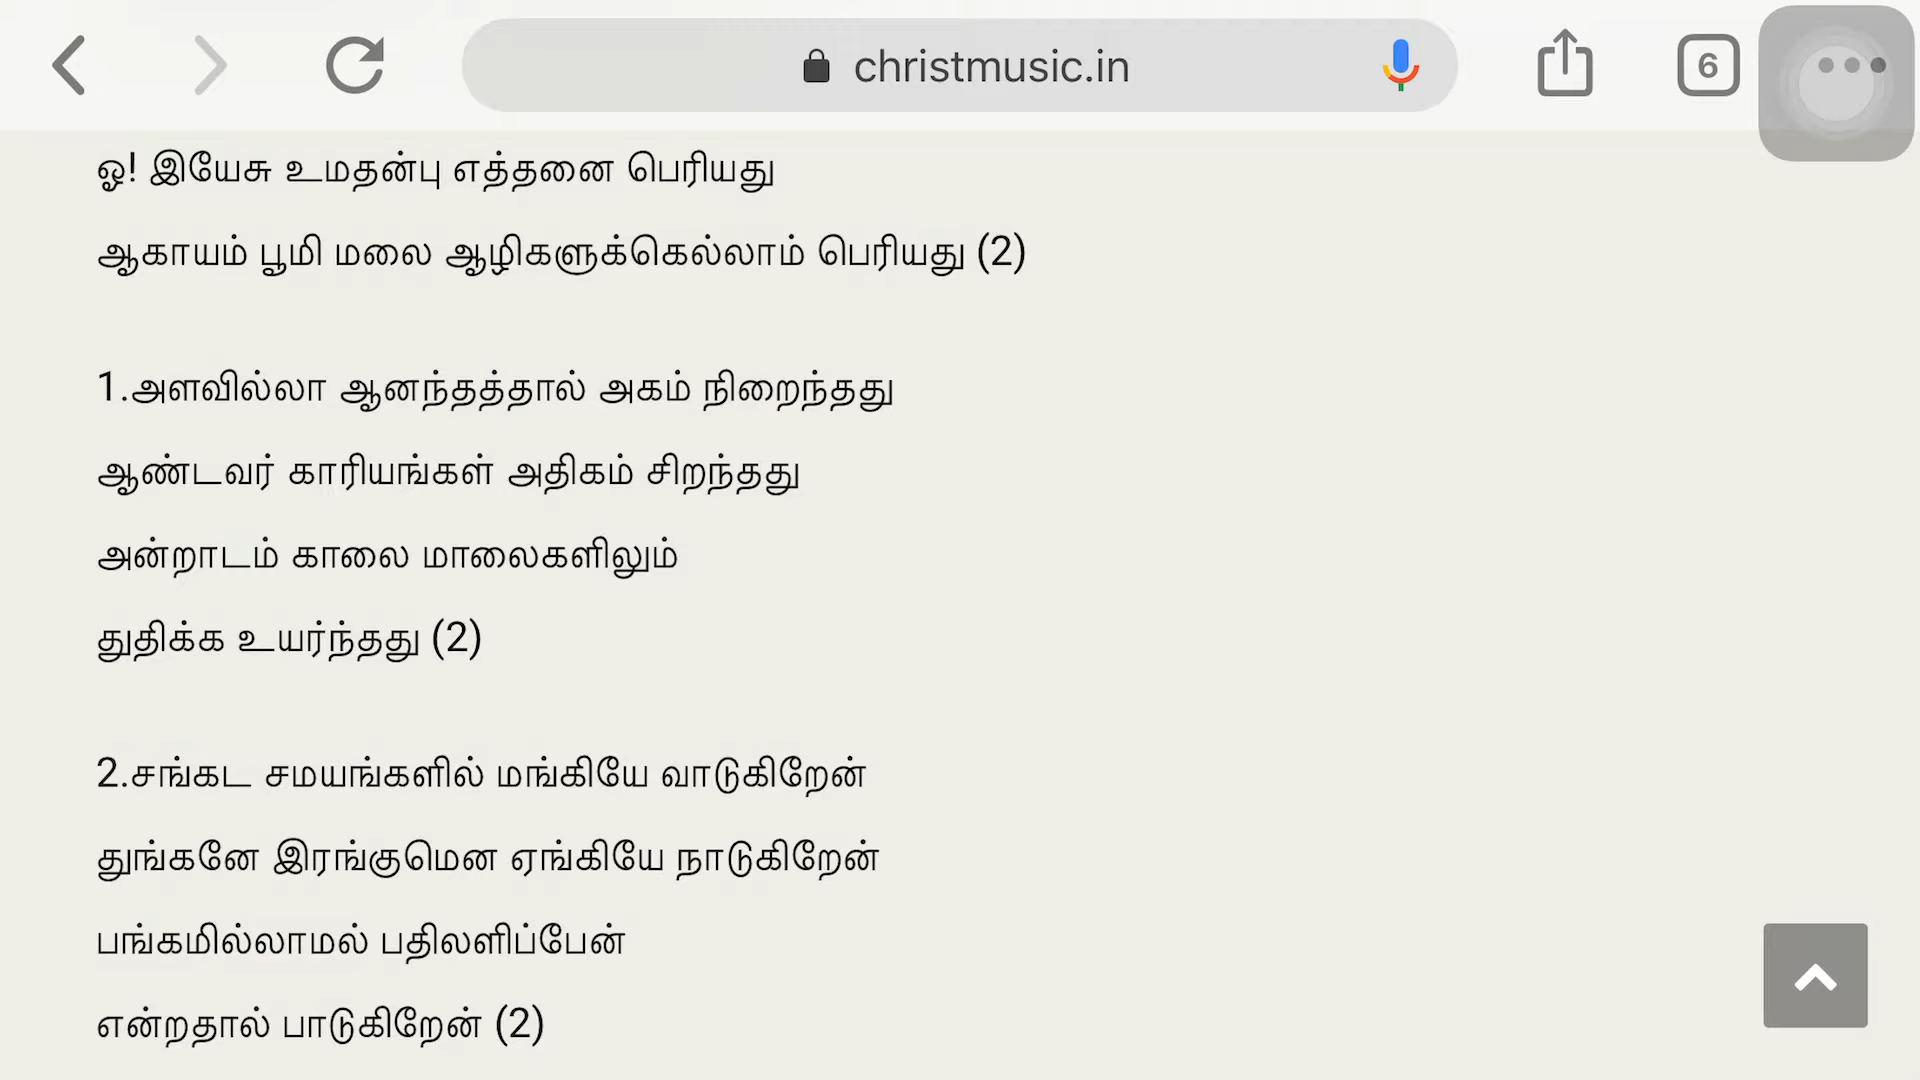 christmusic.in
6
ஓ! இயேசு உமதன்பு எத்தனை பெரியது
ஆகாயம் பூமி மலை ஆழிகளுக்கெல்லாம் பெரியது (2)
1.அளவில்லா ஆனந்தத்தால் அகம் நிறைந்தது
ஆண்டவர் காரியங்கள் அதிகம் சிறந்தது
அன்றாடம் காலை மாலைகளிலும்
துதிக்க உயர்ந்தது (2)
2.சங்கட சமயங்களில் மங்கியே வாடுகிறேன்
துங்கனே இரங்குமென ஏங்கியே நாடுகிறேன்
பங்கமில்லாமல் பதிலளிப்பேன்
என்றதால் பாடுகிறேன் (2)